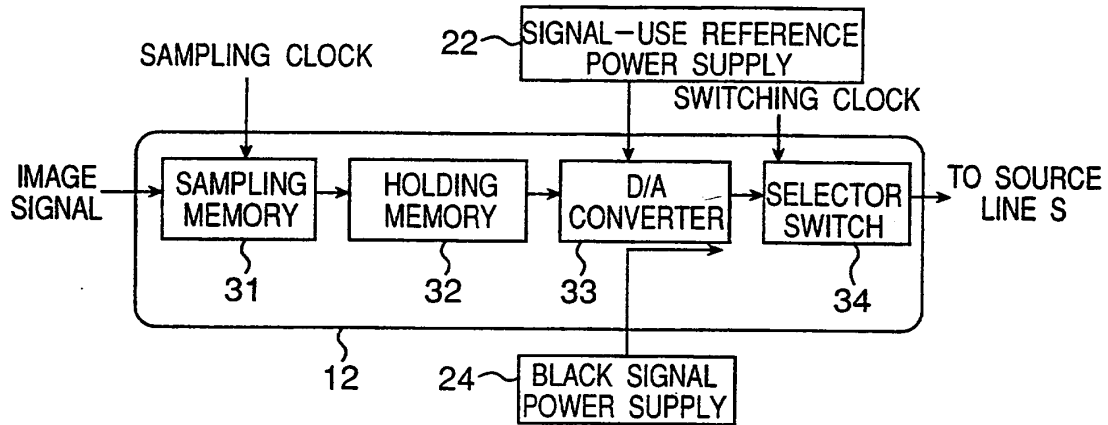 22
SIGNAL-USE REFERENCE
POWER SUPPLY
SAMPLING CLOCK
SWITCHING CLOCK
IMAGE
SIGNAL
SAMPLING
MEMORY
HOLDING
MEMORY
D/A
CONVERTER
SELECTOR
SWITCH
TO SOURCE
LINE S
31
32
33
34
12
24
BLACK SIGNAL
POWER SUPPLY